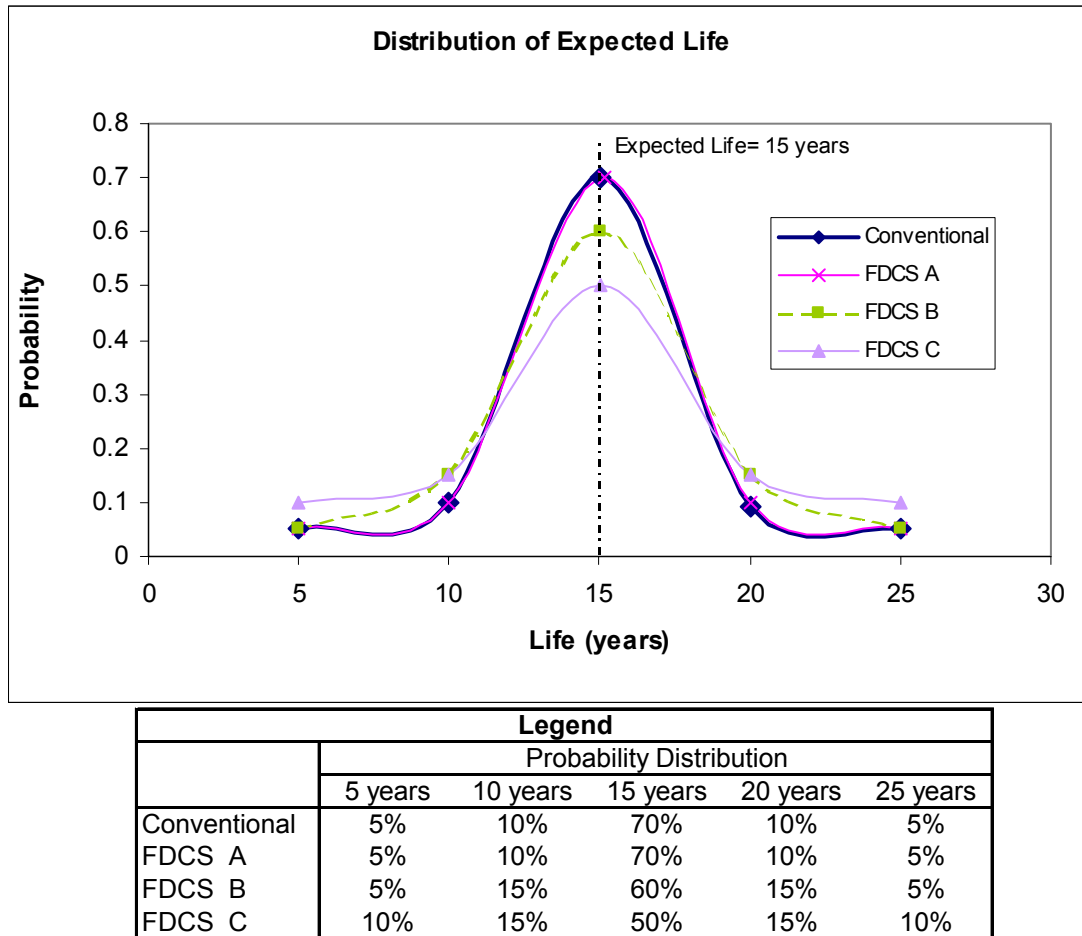 Distribution of Expected Life
0.8
0.7
0.6
0.5
0.4
0.3
0.2
0.1
0
Probability
Expected Life= 15 years
Conventional
FDCS A
FDCS B
FDCS C
0 5 10 15 20 25 30
Life (years)
Legend
Probability Distribution
5 years 10 years 15 years 20 years 25 years
Conventional 5% 10% 70% 10% 5%
FDCS A 5% 10% 70% 10% 5%
FDCS B 5% 15% 60% 15% 5%
FDCS C 10% 15% 50% 15% 10%